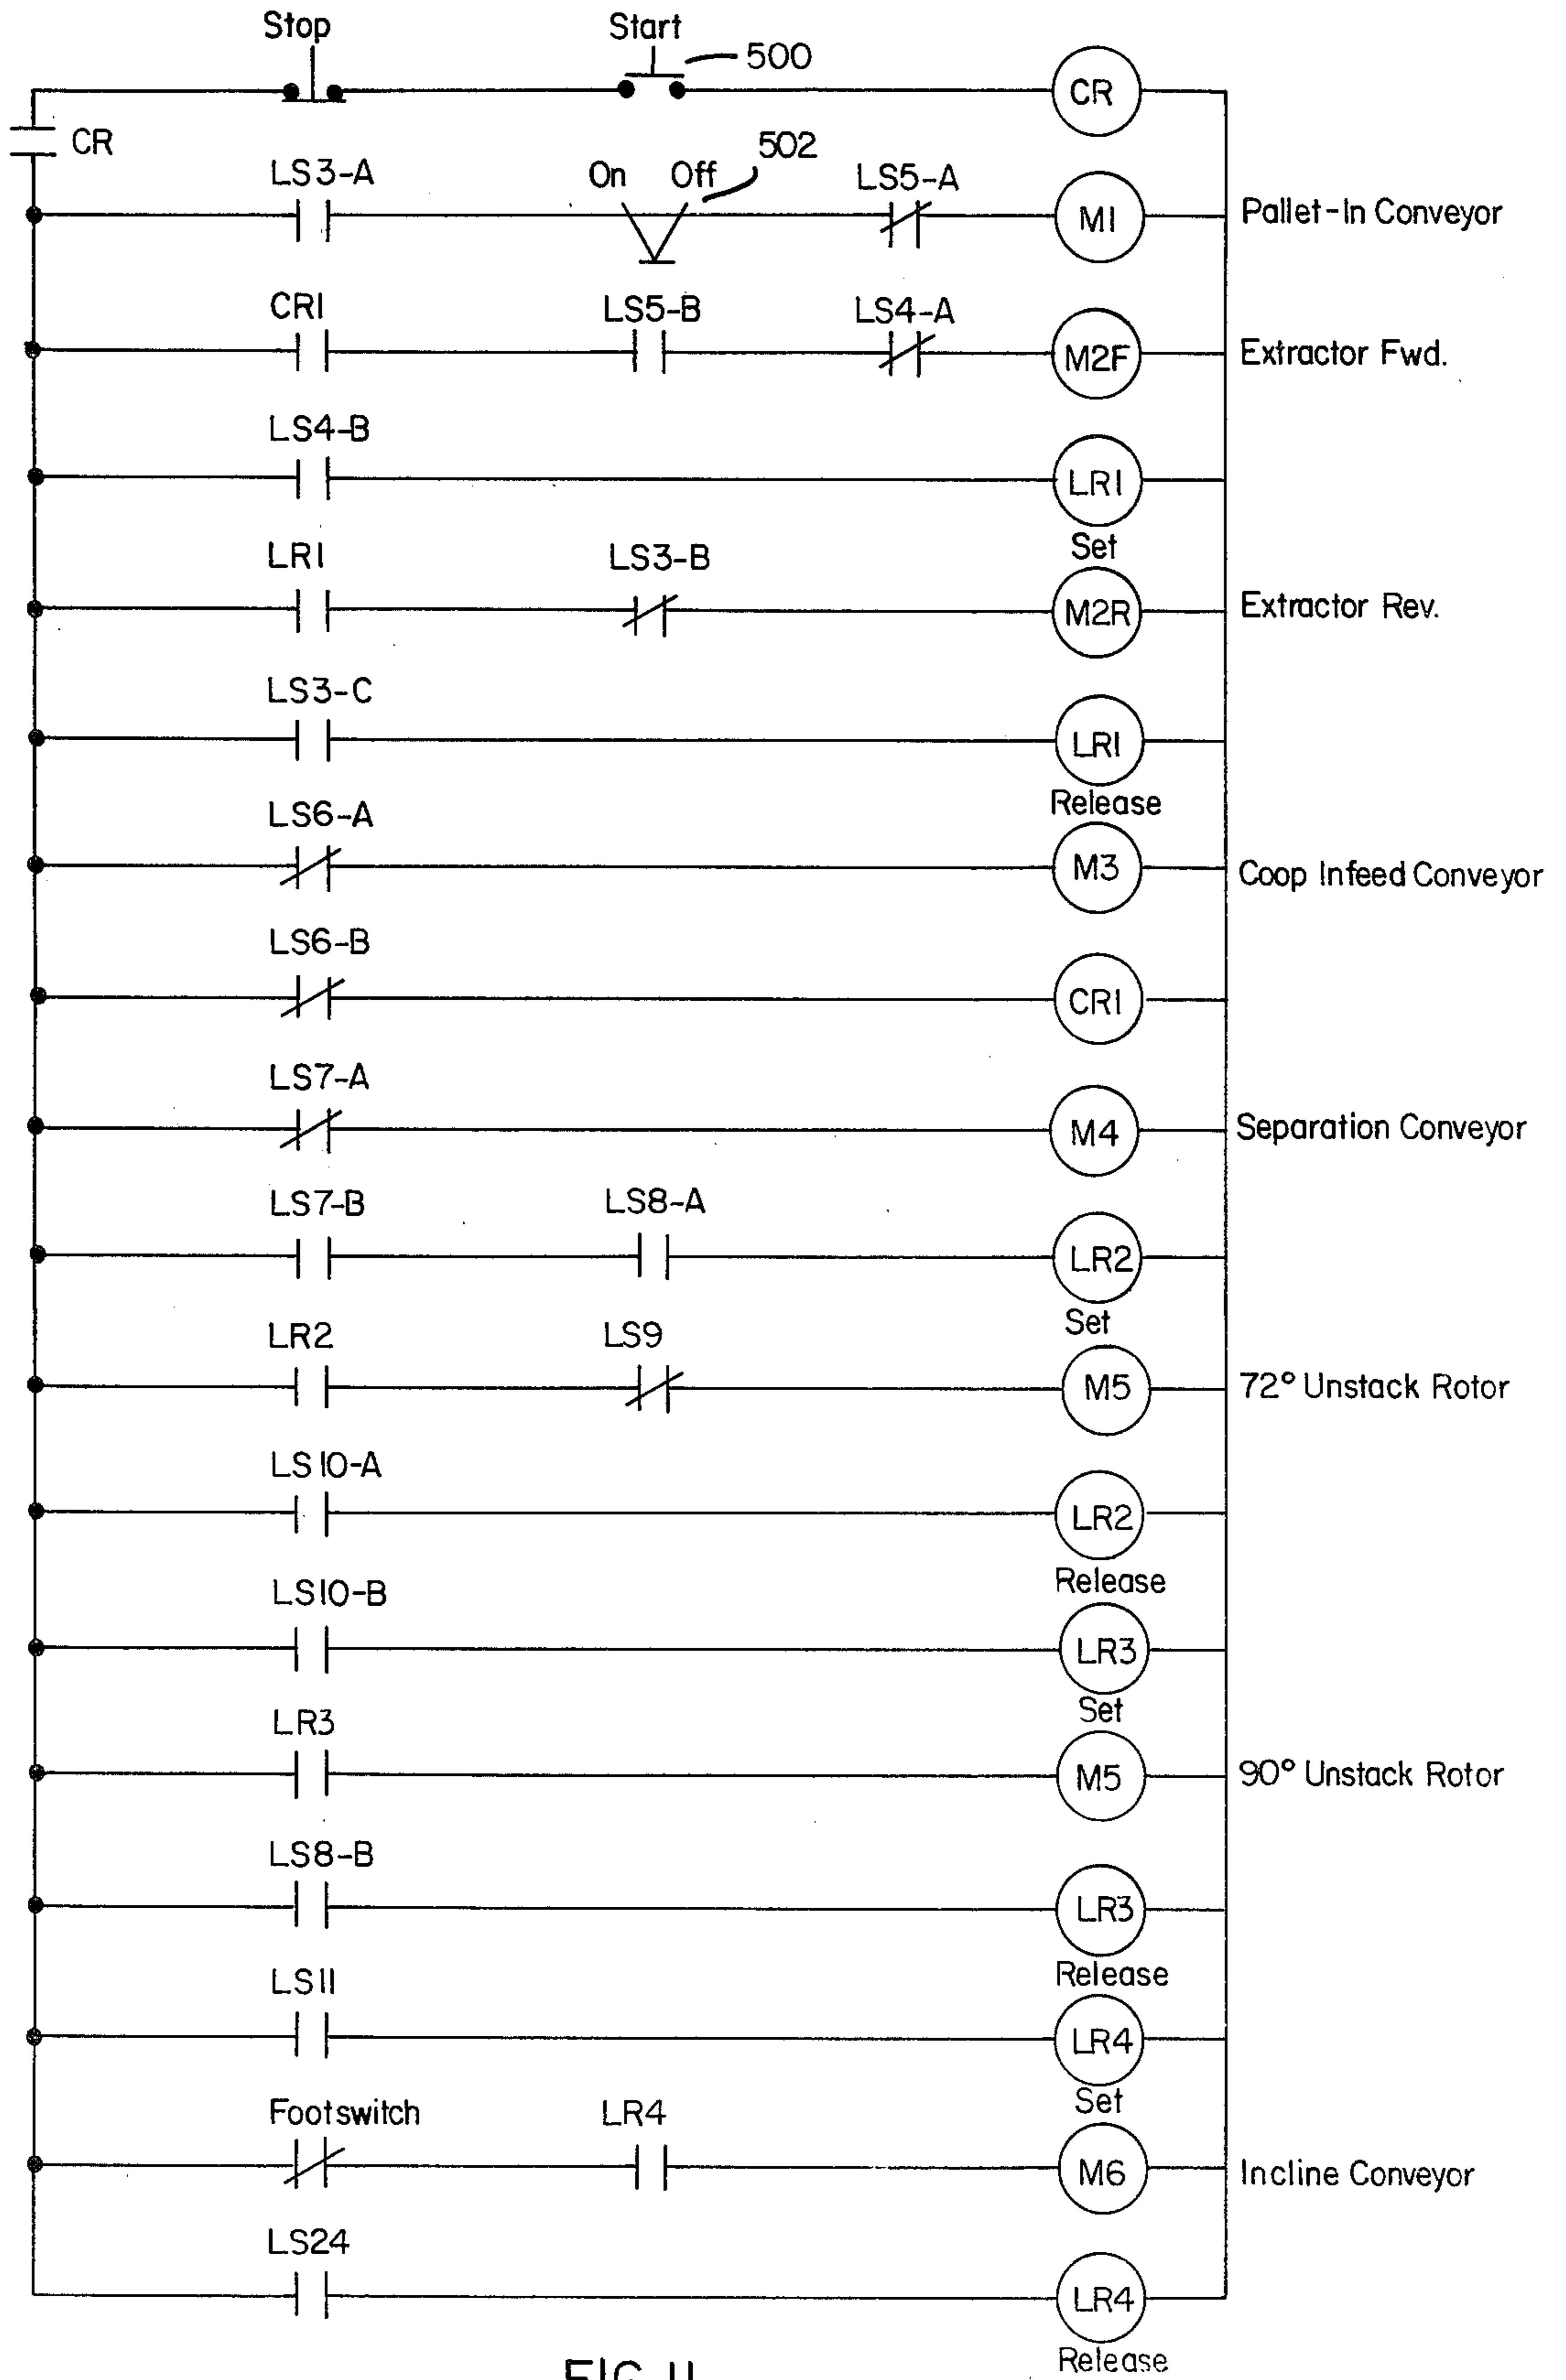 Stop Start 500
CR
CR
LS3-A On Off 502 LS5-A
M1 Pallet-In Conveyor
CR1 LS5-B LS4-A
M2F Extractor Fwd.
LS4-B
LR1
Set
LR1 LS3-B
M2R Extractor Rev.
LS3-C
LR1
Release
LS6-A
M3 Coop Infeed Conveyor
LS6-B
CR1
LS7-A
M4 Separation Conveyor
LS7-B LS8-A
LR2
Set
LR2 LS9
M5 72° Unstack Rotor
LS10-A
LR2
Release
LS10-B
LR3
Set
LR3
M5 90° Unstack Rotor
LS8-B
LR3
Release
LS11
LR4
Set
Footswitch LR4
M6 Incline Conveyor
LS24
LR4
Release
FIG. 11